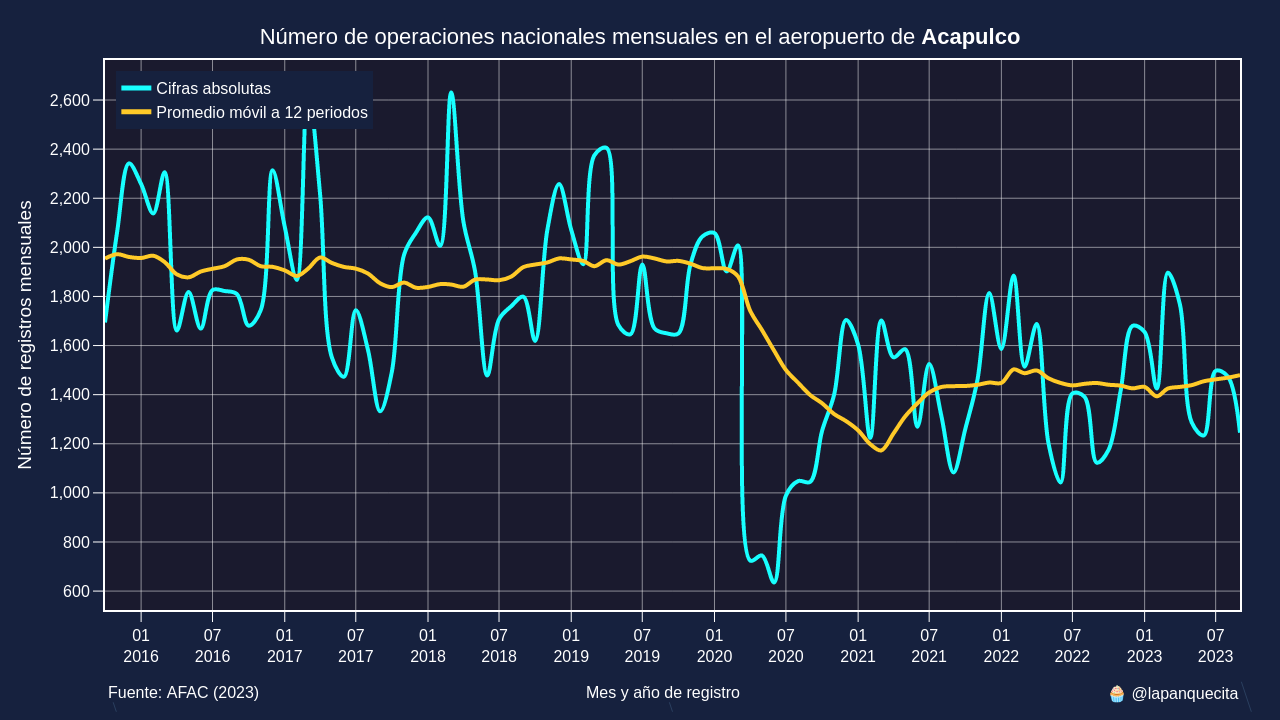 Número de operaciones nacionales mensuales en el aeropuerto de Acapulco
Cifras absolutas
Promedio móvil a 12 periodos
Número de registros mensuales
2,600
2,400
2,200
2,000
1,800
1,600
1,400
1,200
1,000
800
600
01 07 01 07 01 07 01 07 01 07 01 07 01 07 01 07
2016 2016 2017 2017 2018 2018 2019 2019 2020 2020 2021 2021 2022 2022 2023 2023
Fuente: AFAC (2023) Mes y año de registro 🧁 @lapanquecita